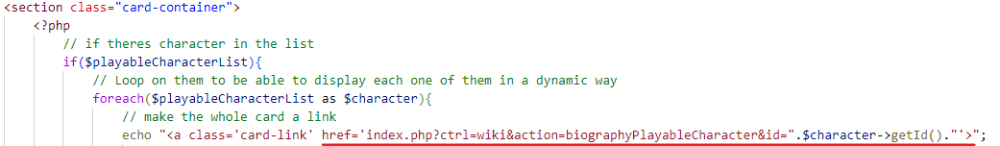 <section class="card-container">
<?php
// if theres character in the list
if($playableCharacterList){
// Loop on them to be able to display each one of them in a dynamic way
foreach($playableCharacterList as $character){
// make the whole card a link
echo "<a class='card-link' href='index.php?ctrl=wiki&action=biographyPlayableCharacter&id=".$character->getId()."'>";